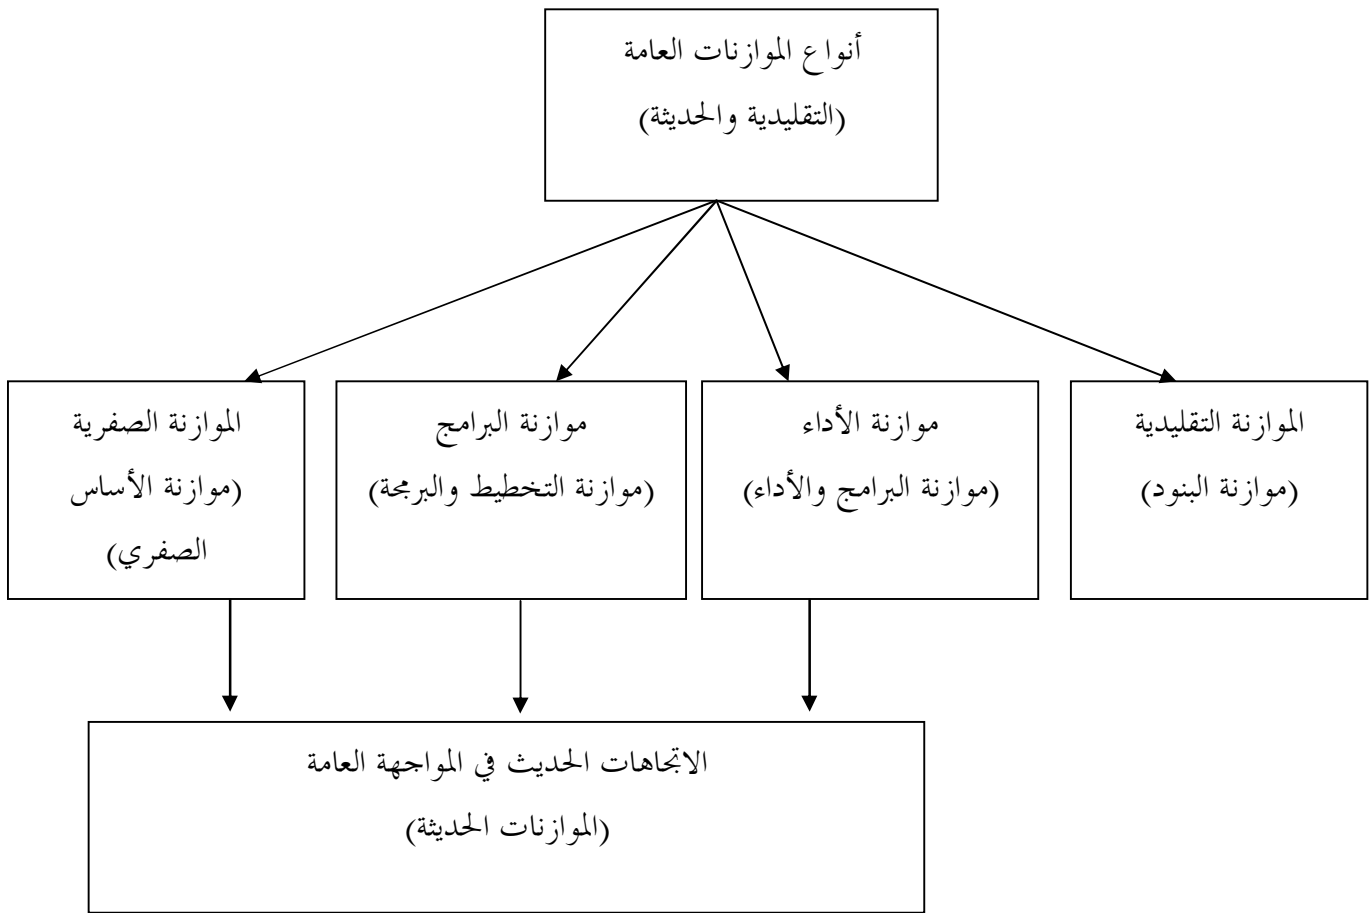 أنواع الموازنات العامة
(التقليدية والحديثة)
الموازنة التقليدية
(موازنة البنود)
موازنة الأداء
(موازنة البرامج والأداء)
موازنة البرامج
(موازنة التخطيط والبرمجة)
الموازنة الصفرية
(موازنة الأساس
الصفري)
الاتجاهات الحديث في المواجهة العامة
(الموازنات الحديثة)